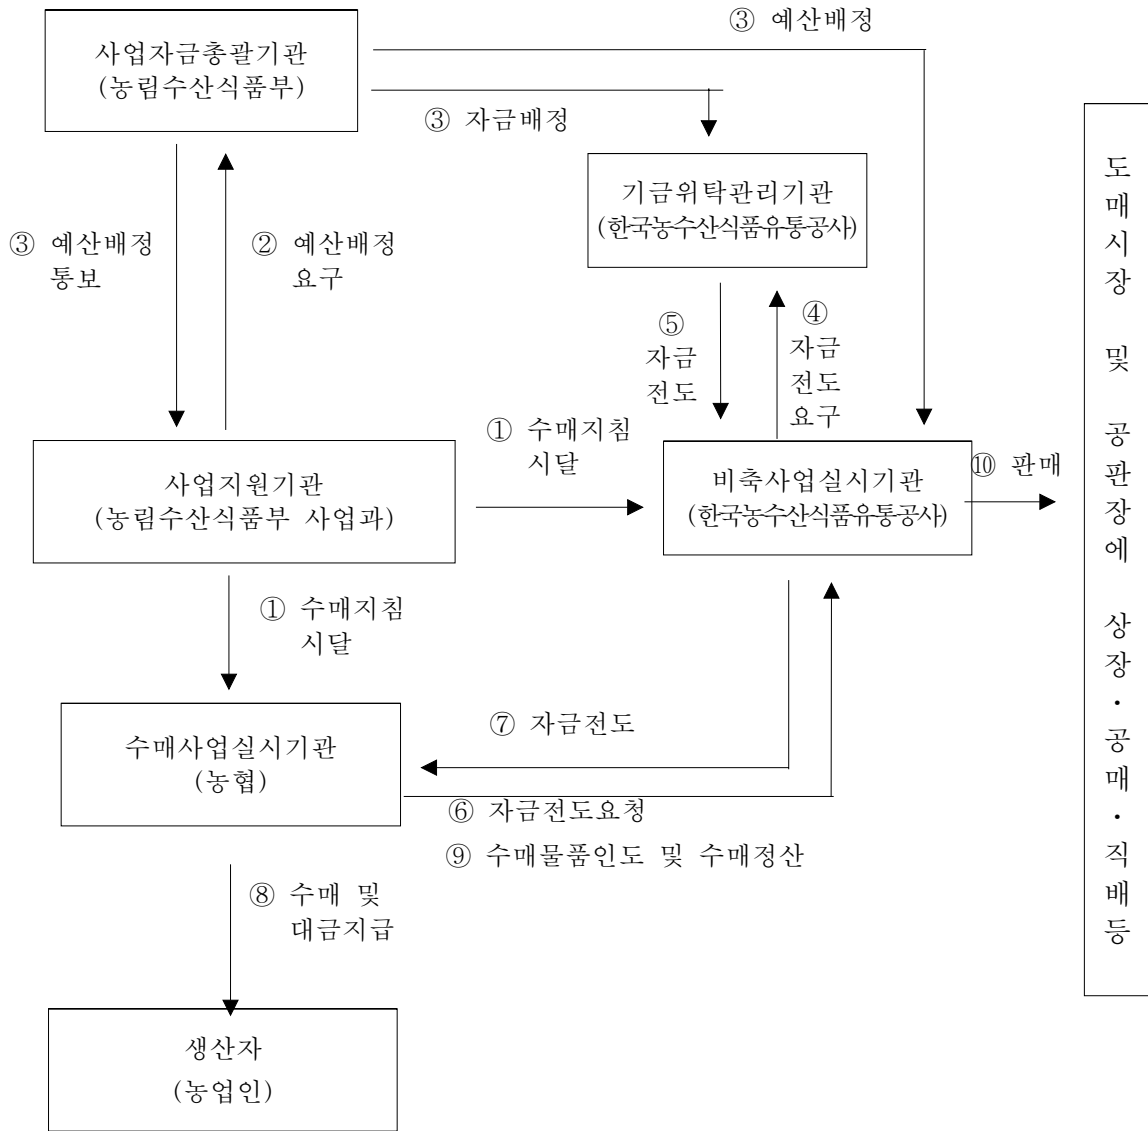 ③ 예산배정
사업자금총괄기관
(농림수산식품부)
③ 자금배정
기금위탁관리기관
(한국농수산식품유통공사)
③ 예산배정
통보
② 예산배정
요구
⑤
자금
전도
④
자금
전도
요구
① 수매지침
시달
사업지원기관
(농림수산식품부 사업과)
비축사업실시기관
(한국농수산식품유통공사)
⑩ 판매
도매시장 및 공판장에 상장·공매·직배등
① 수매지침
시달
수매사업실시기관
(농협)
⑦ 자금전도
⑥ 자금전도요청
⑨ 수매물품인도 및 수매정산
⑧ 수매 및
대금지급
생산자
(농업인)